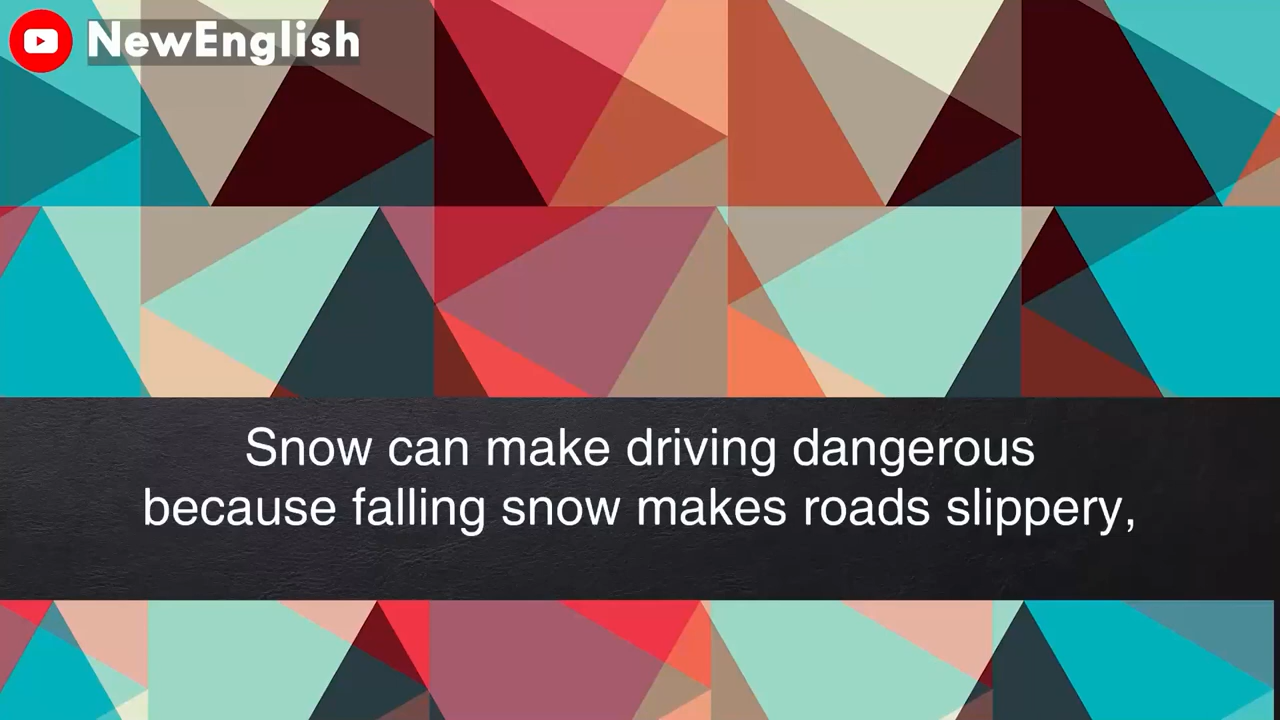 NewEnglish
Snow can make driving dangerous
because falling snow makes roads slippery,